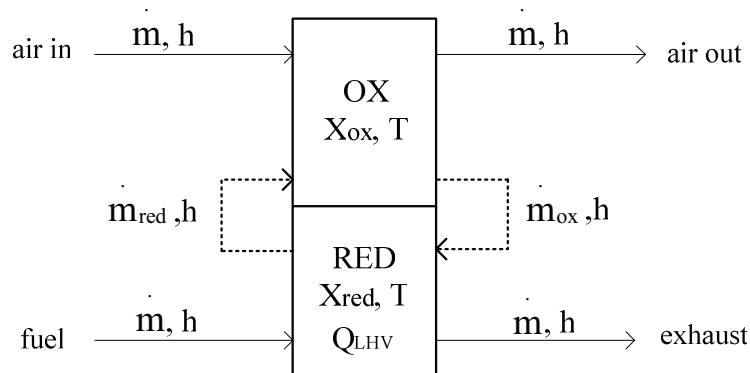 air in
ṁ, h
ṁ, h
air out
OX
Xox, T
ṁred ,h
ṁox ,h
RED
Xred, T
QLHV
fuel
ṁ, h
ṁ, h
exhaust